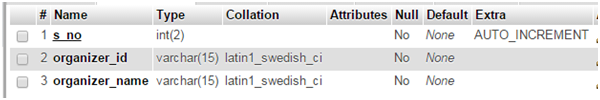 # Name Type Collation Attributes Null Default Extra
1 s_no int(2) No None AUTO_INCREMENT
2 organizer_id varchar(15) latin1_swedish_ci No None
3 organizer_name varchar(15) latin1_swedish_ci No None